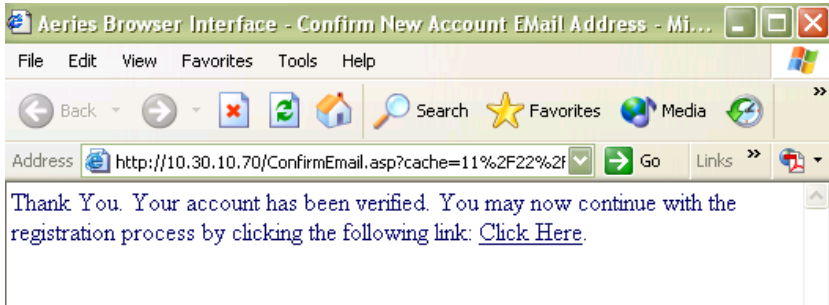 Aeries Browser Interface - Confirm New Account EMail Address - Mi...
File Edit View Favorites Tools Help
Back Search Favorites Media »
Address http://10.30.10.70/ConfirmEmail.asp?cache=11%2F22%2F Go Links »
Thank You. Your account has been verified. You may now continue with the
registration process by clicking the following link: Click Here.